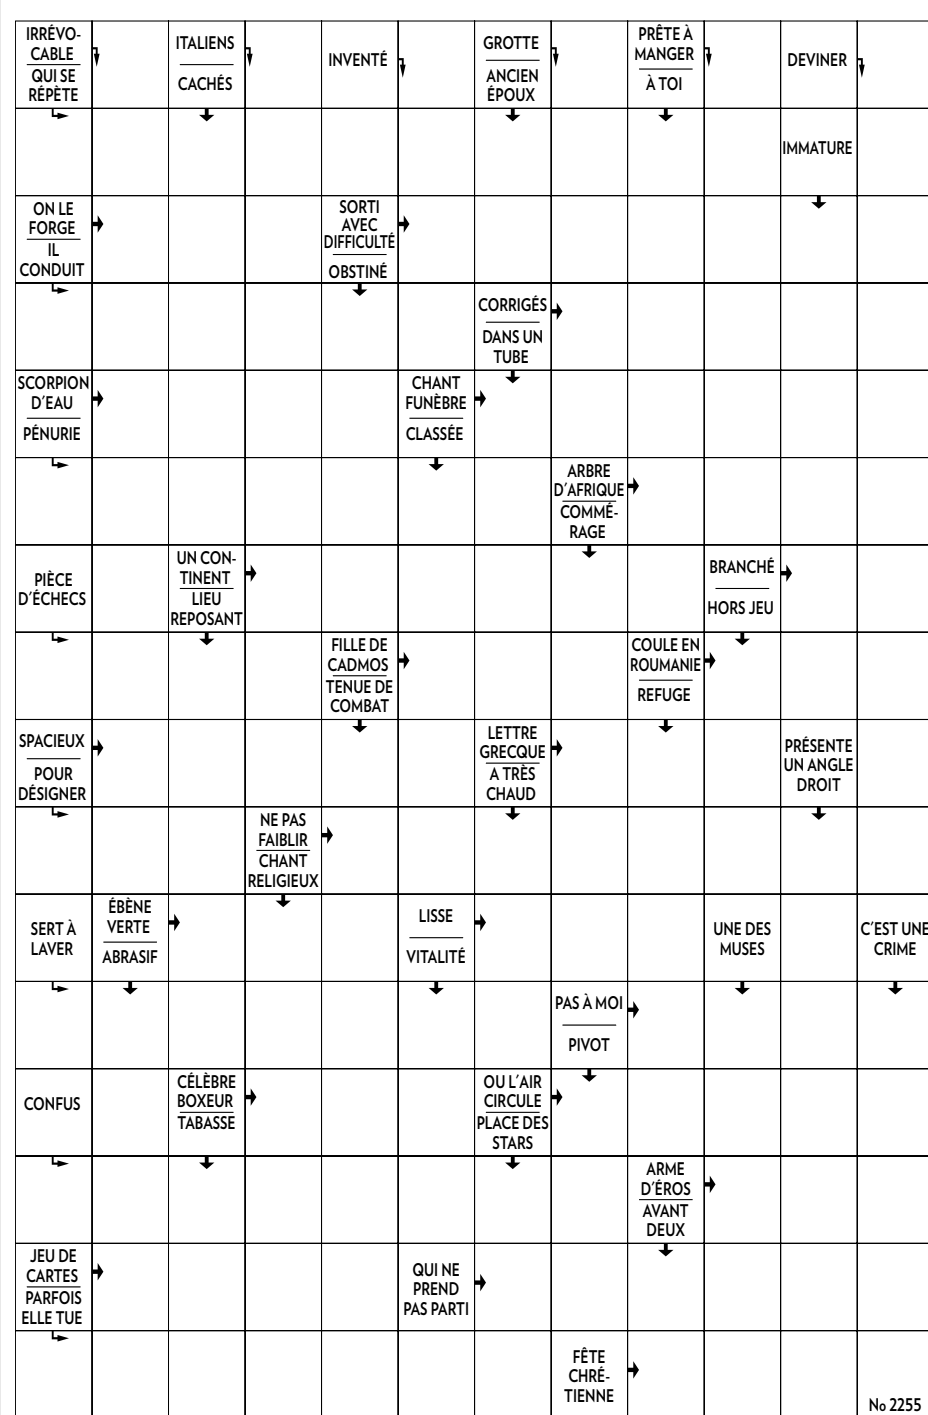 IRRÉVO-
CABLE
QUI SE
RÉPÈTE
ITALIENS
CACHÉS
INVENTÉ
GROTTE
ANCIEN
ÉPOUX
PRÊTE À
MANGER
À TOI
DEVINER
IMMATURE
ON LE
FORGE
IL
CONDUIT
SORTI
AVEC
DIFFICULTÉ
OBSTINÉ
CORRIGÉS
DANS UN
TUBE
SCORPION
D'EAU
PÉNURIE
CHANT
FUNÈBRE
CLASSÉE
ARBRE
D'AFRIQUE
COMMÉ-
RAGE
PIÈCE
D'ÉCHECS
UN CON-
TINENT
LIEU
REPOSANT
BRANCHÉ
HORS JEU
FILLE DE
CADMOS
TENUE DE
COMBAT
COULE EN
ROUMANIE
REFUGE
SPACIEUX
POUR
DÉSIGNER
LETTRE
GRECQUE
A TRÈS
CHAUD
PRÉSENTE
UN ANGLE
DROIT
NE PAS
FAIBLIR
CHANT
RELIGIEUX
SERT À
LAVER
ÉBÈNE
VERTE
ABRASIF
LISSE
VITALITÉ
UNE DES
MUSES
C'EST UNE
CRIME
PAS À MOI
PIVOT
CONFUS
CÉLÈBRE
BOXEUR
TABASSE
OU L'AIR
CIRCULE
PLACE DES
STARS
ARME
D'ÉROS
AVANT
DEUX
JEU DE
CARTES
PARFOIS
ELLE TUE
QUI NE
PREND
PAS PARTI
FÊTE
CHRÉ-
TIENNE
No 2255